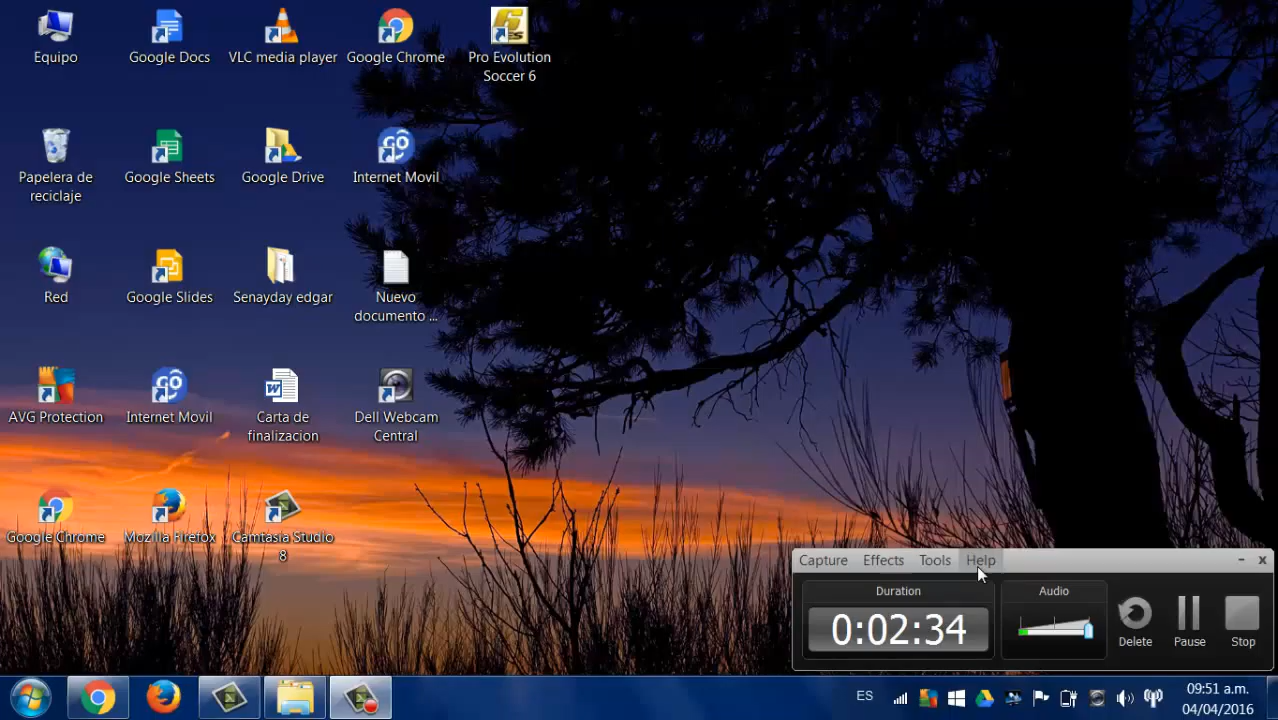 Equipo
Google Docs
VLC media player
Google Chrome
Pro Evolution
Soccer 6
Papelera de
reciclaje
Google Sheets
Google Drive
Internet Movil
Red
Google Slides
Senayday edgar
Nuevo
documento ...
AVG Protection
Internet Movil
Carta de
finalizacion
Dell Webcam
Central
Google Chrome
Mozilla Firefox
Camtasia Studio
8
Capture Effects Tools Help
Duration
Audio
0:02:34
Delete
Pause
Stop
ES
09:51 a.m.
04/04/2016